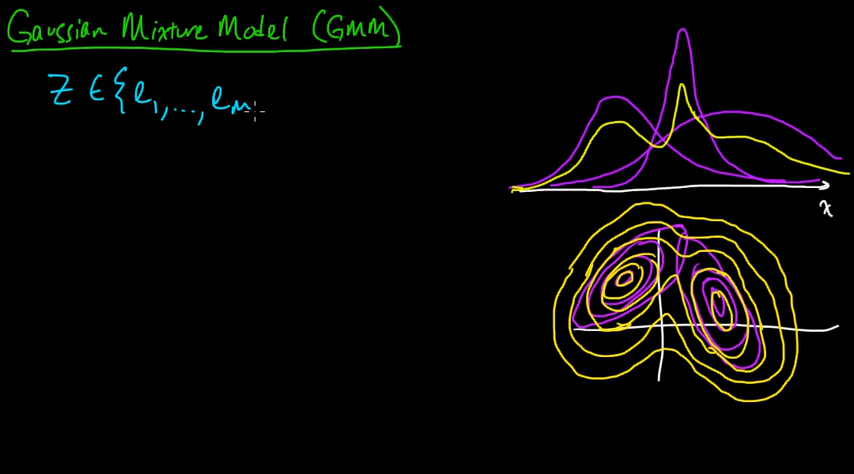 Gaussian Mixture Model (GMM)
Z ∈ {e₁, ..., eₘ
x